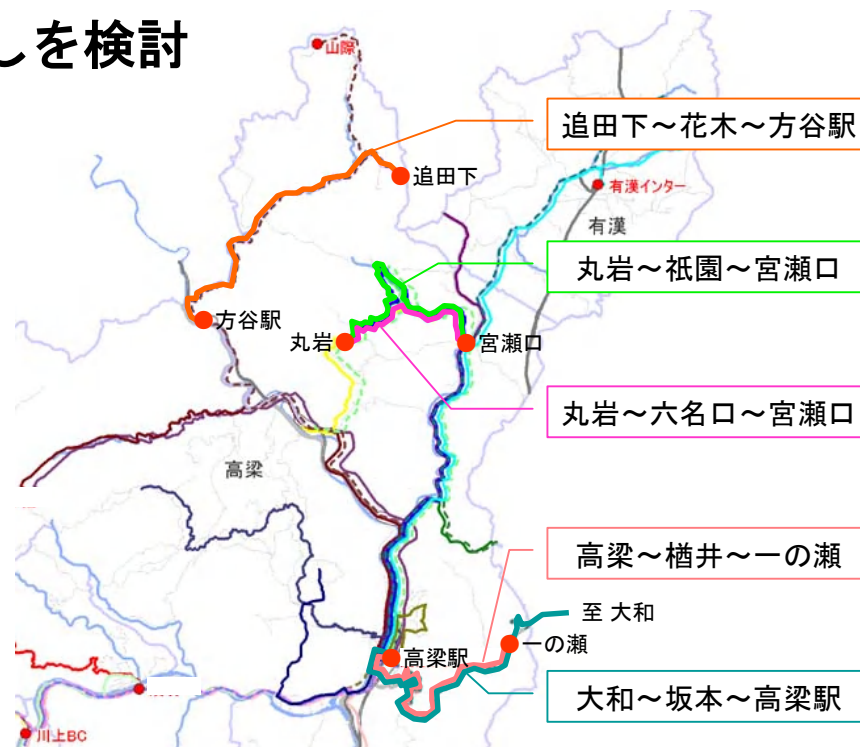 しを検討
山際
追田下～花木～方谷駅
追田下
有漢インター
有漢
丸岩～祇園～宮瀬口
方谷駅
丸岩
宮瀬口
丸岩～六名口～宮瀬口
高梁
高梁～楢井～一の瀬
至 大和
一の瀬
高梁駅
大和～坂本～高梁駅
川上BC